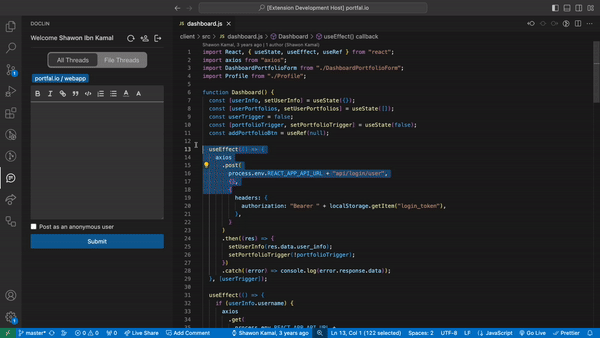 [Extension Development Host] portfal.io
DOCLIN
Welcome Shawon Ibn Kamal
All Threads
File Threads
portfal.io / webapp
B
Post as an anonymous user
Submit
dashboard.js
client > src > dashboard.js > Dashboard > useEffect() callback
Shawon Kamal, 3 years ago | 1 author (Shawon Kamal)
1 import React, { useState, useEffect, useRef } from "react";
2 import axios from "axios";
3 import DashboardPortfolioForm from "./DashboardPortfolioForm";
4 import Profile from "./Profile";
5
6 function Dashboard() {
7 const [userInfo, setUserInfo] = useState({});
8 const [userPortfolios, setUserPortfolios] = useState([]);
9 const userTrigger = false;
10 const [portfolioTrigger, setPortfolioTrigger] = useState(false);
11 const addPortfolioBtn = useRef(null);
12
13 useEffect(() => {
14 axios
15 .post(
16 process.env.REACT_APP_API_URL + "api/login/user",
17 {},
18 {
19 headers: {
20 authorization: "Bearer " + localStorage.getItem("login_token"),
21 },
22 }
23 )
24 .then((res) => {
25 setUserInfo(res.data.user_info);
26 setPortfolioTrigger(!portfolioTrigger);
27 })
28 .catch((error) => console.log(error.response.data));
29 }, [userTrigger]);
30
31 useEffect(() => {
32 if (userInfo.username) {
33 axios
34 .get(
process.env.REACT_APP_API_URL +
master* 0 0 0 Live Share Add Comment Shawon Kamal, 3 years ago Ln 13, Col 1 (122 selected) Spaces: 2 UTF-8 LF {} JavaScript Go Live Prettier